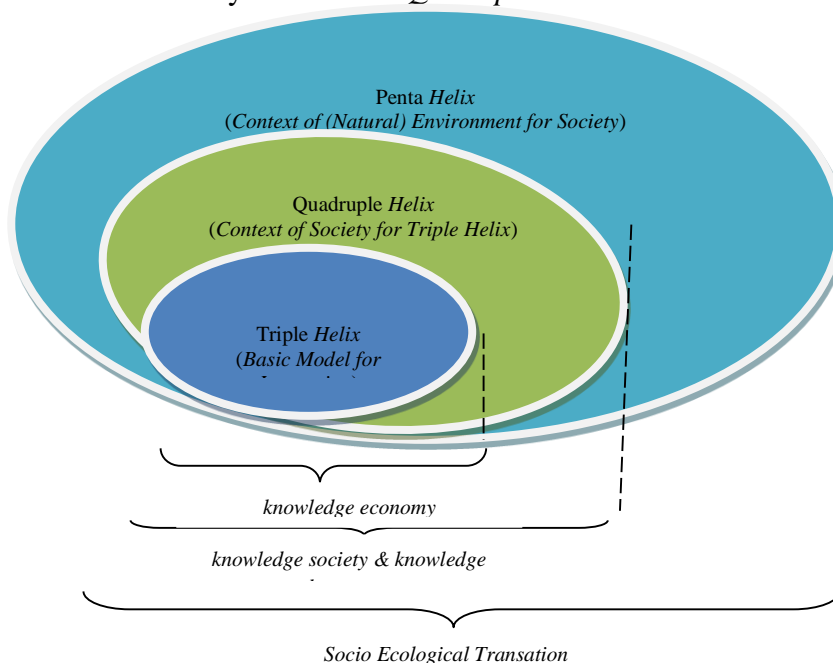 Penta Helix
(Context of (Natural) Environment for Society)
Quadruple Helix
(Context of Society for Triple Helix)
Triple Helix
(Basic Model for
knowledge economy
knowledge society & knowledge
Socio Ecological Transation